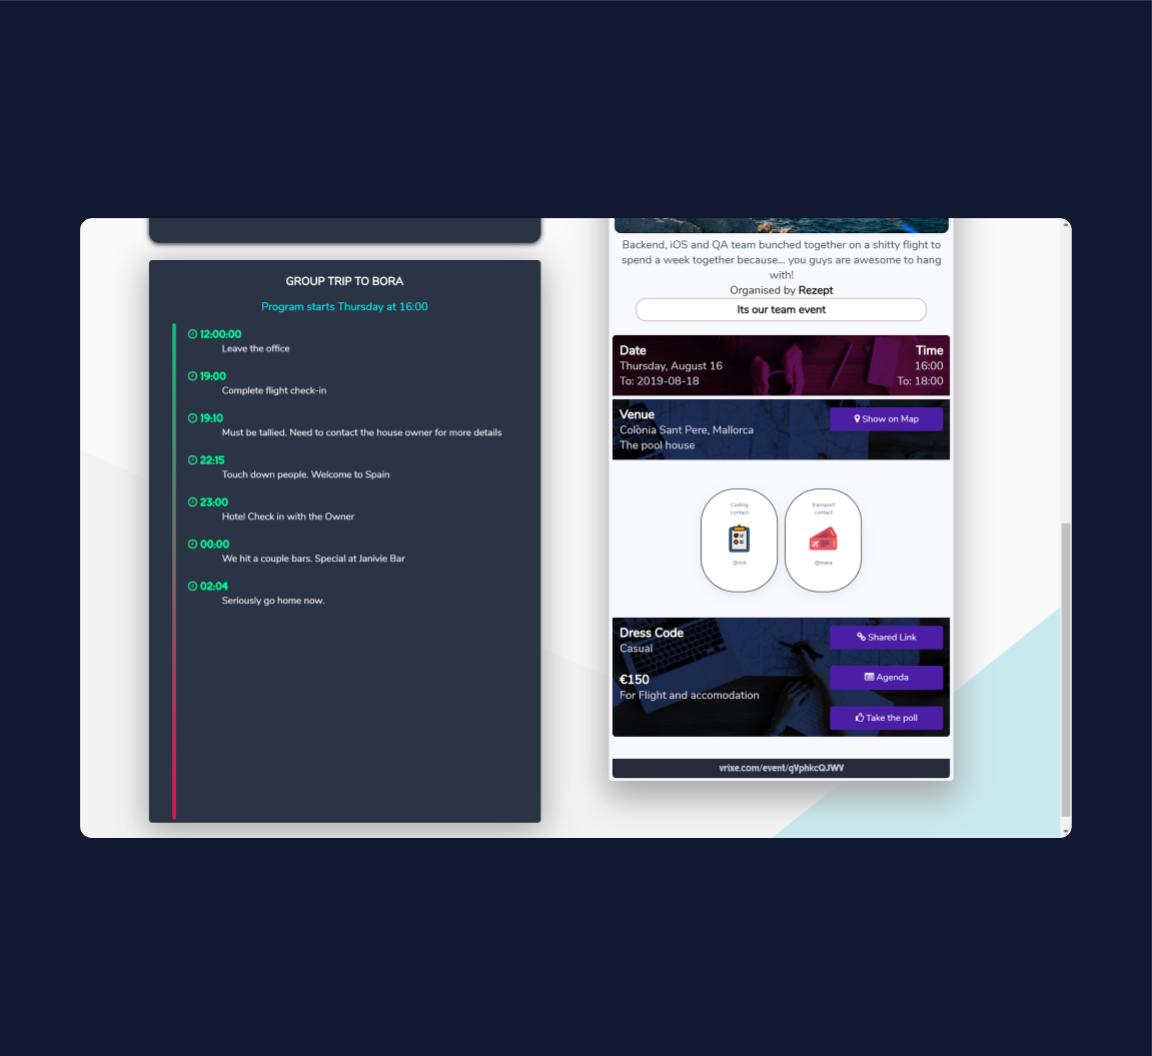 GROUP TRIP TO BORA
Program starts Thursday at 16:00
12:00:00
Leave the office
19:00
Complete flight check-in
19:10
Must be tallied. Need to contact the house owner for more details
22:15
Touch down people. Welcome to Spain
23:00
Hotel Check in with the Owner
00:00
We hit a couple bars. Special at Janivie Bar
02:04
Seriously go home now.
Backend, iOS and QA team bunched together on a shitty flight to
spend a week together because... you guys are awesome to hang
with!
Organised by Rezept
Its our team event
Date Time
Thursday, August 16 16:00
To: 2019-08-18 To: 18:00
Venue
Show on Map
Colònia Sant Pere, Mallorca
The pool house
Coding
contact
@rick
transport
contact
@mara
Dress Code
Casual
€150
For Flight and accomodation
Shared Link
Agenda
Take the poll
vrixe.com/event/qVphkcQJWV